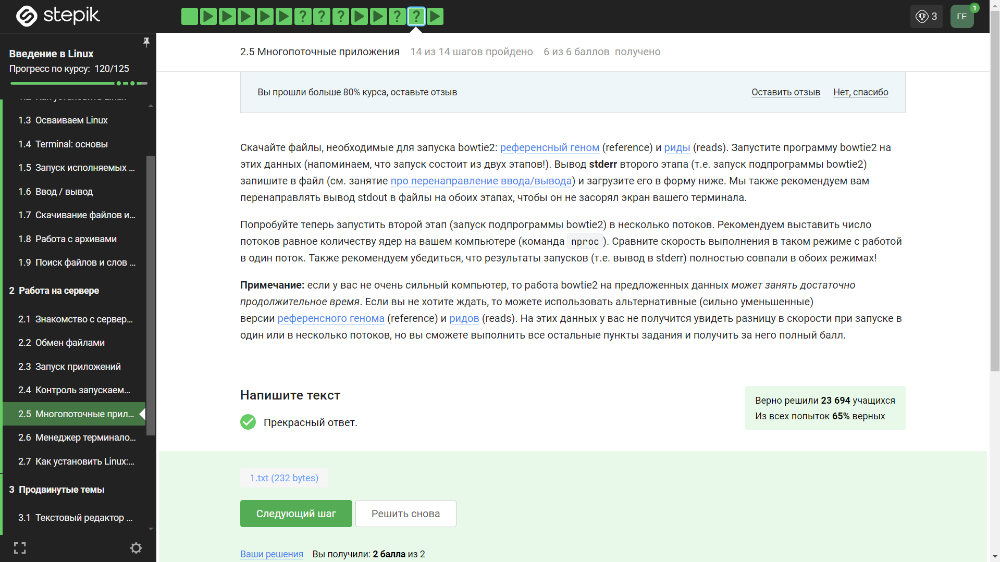 stepik
3
ГЕ
1
Введение в Linux
Прогресс по курсу: 120/125
1.3 Осваиваем Linux
1.4 Terminal: основы
1.5 Запуск исполняемых ...
1.6 Ввод / вывод
1.7 Скачивание файлов и...
1.8 Работа с архивами
1.9 Поиск файлов и слов ...
2 Работа на сервере
2.1 Знакомство с сервер...
2.2 Обмен файлами
2.3 Запуск приложений
2.4 Контроль запускаем...
2.5 Многопоточные прил...
2.6 Менеджер терминало...
2.7 Как установить Linux:...
3 Продвинутые темы
3.1 Текстовый редактор ...
2.5 Многопоточные приложения 14 из 14 шагов пройдено 6 из 6 баллов получено
Вы прошли больше 80% курса, оставьте отзыв
Оставить отзыв Нет, спасибо
Скачайте файлы, необходимые для запуска bowtie2: референсный геном (reference) и риды (reads). Запустите программу bowtie2 на
этих данных (напоминаем, что запуск состоит из двух этапов!). Вывод stderr второго этапа (т.е. запуск подпрограммы bowtie2)
запишите в файл (см. занятие про перенаправление ввода/вывода) и загрузите его в форму ниже. Мы также рекомендуем вам
перенаправлять вывод stdout в файлы на обоих этапах, чтобы он не засорял экран вашего терминала.
Попробуйте теперь запустить второй этап (запуск подпрограммы bowtie2) в несколько потоков. Рекомендуем выставить число
потоков равное количеству ядер на вашем компьютере (команда nproc). Сравните скорость выполнения в таком режиме с работой
в один поток. Также рекомендуем убедиться, что результаты запусков (т.е. вывод в stderr) полностью совпали в обоих режимах!
Примечание: если у вас не очень сильный компьютер, то работа bowtie2 на предложенных данных может занять достаточно
продолжительное время. Если вы не хотите ждать, то можете использовать альтернативные (сильно уменьшенные)
версии референсного генома (reference) и ридов (reads). На этих данных у вас не получится увидеть разницу в скорости при запуске в
один или в несколько потоков, но вы сможете выполнить все остальные пункты задания и получить за него полный балл.
Напишите текст
Прекрасный ответ.
Верно решили 23 694 учащихся
Из всех попыток 65% верных
1.txt (232 bytes)
Следующий шаг
Решить снова
Ваши решения Вы получили: 2 балла из 2